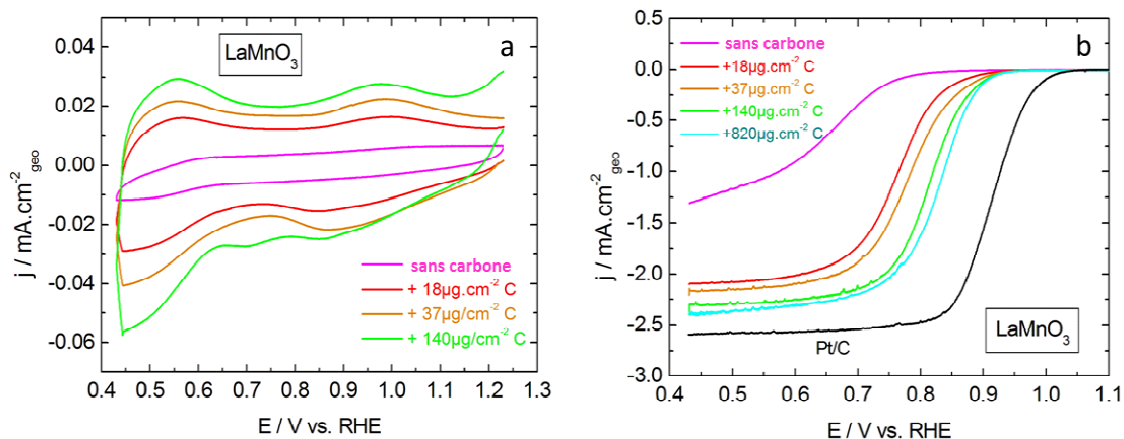 a
LaMnO3
0.04
0.02
0.00
-0.02
-0.04
-0.06
j / mA.cm-2geo
sans carbone
+ 18µg.cm-2 C
+ 37µg/cm-2 C
+ 140µg/cm-2 C
0.4 0.5 0.6 0.7 0.8 0.9 1.0 1.1 1.2 1.3
E / V vs. RHE
b
sans carbone
+18µg.cm-2 C
+37µg.cm-2 C
+140µg.cm-2 C
+820µg.cm-2 C
0.5
0.0
-0.5
-1.0
-1.5
-2.0
-2.5
-3.0
j / mA.cm-2geo
Pt/C
LaMnO3
0.4 0.5 0.6 0.7 0.8 0.9 1.0 1.1
E / V vs. RHE